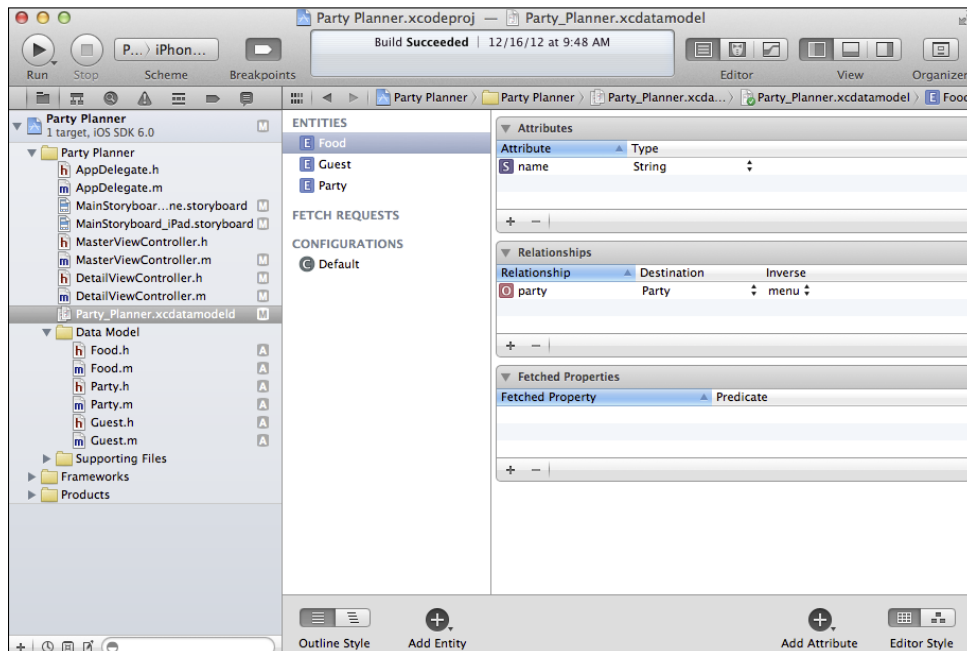 Party Planner.xcodeproj — Party_Planner.xcdatamodel
P... iPhon...
Build Succeeded | 12/16/12 at 9:48 AM
Run Stop Scheme Breakpoints Editor View Organizer
Party Planner Party Planner Party_Planner.xcda... Party_Planner.xcdatamodel E Food
Party Planner M
1 target, iOS SDK 6.0
Party Planner
h AppDelegate.h
m AppDelegate.m
MainStoryboar...ne.storyboard M
MainStoryboard_iPad.storyboard M
h MasterViewController.h
m MasterViewController.m M
h DetailViewController.h M
m DetailViewController.m M
Party_Planner.xcdatamodeld M
Data Model
h Food.h A
m Food.m A
h Party.h A
m Party.m A
h Guest.h A
m Guest.m A
Supporting Files
Frameworks
Products
ENTITIES
E Food
E Guest
E Party
FETCH REQUESTS
CONFIGURATIONS
C Default
Attributes
Attribute Type
S name String
+ −
Relationships
Relationship Destination Inverse
O party Party menu
+ −
Fetched Properties
Fetched Property Predicate
+ −
Outline Style Add Entity Add Attribute Editor Style